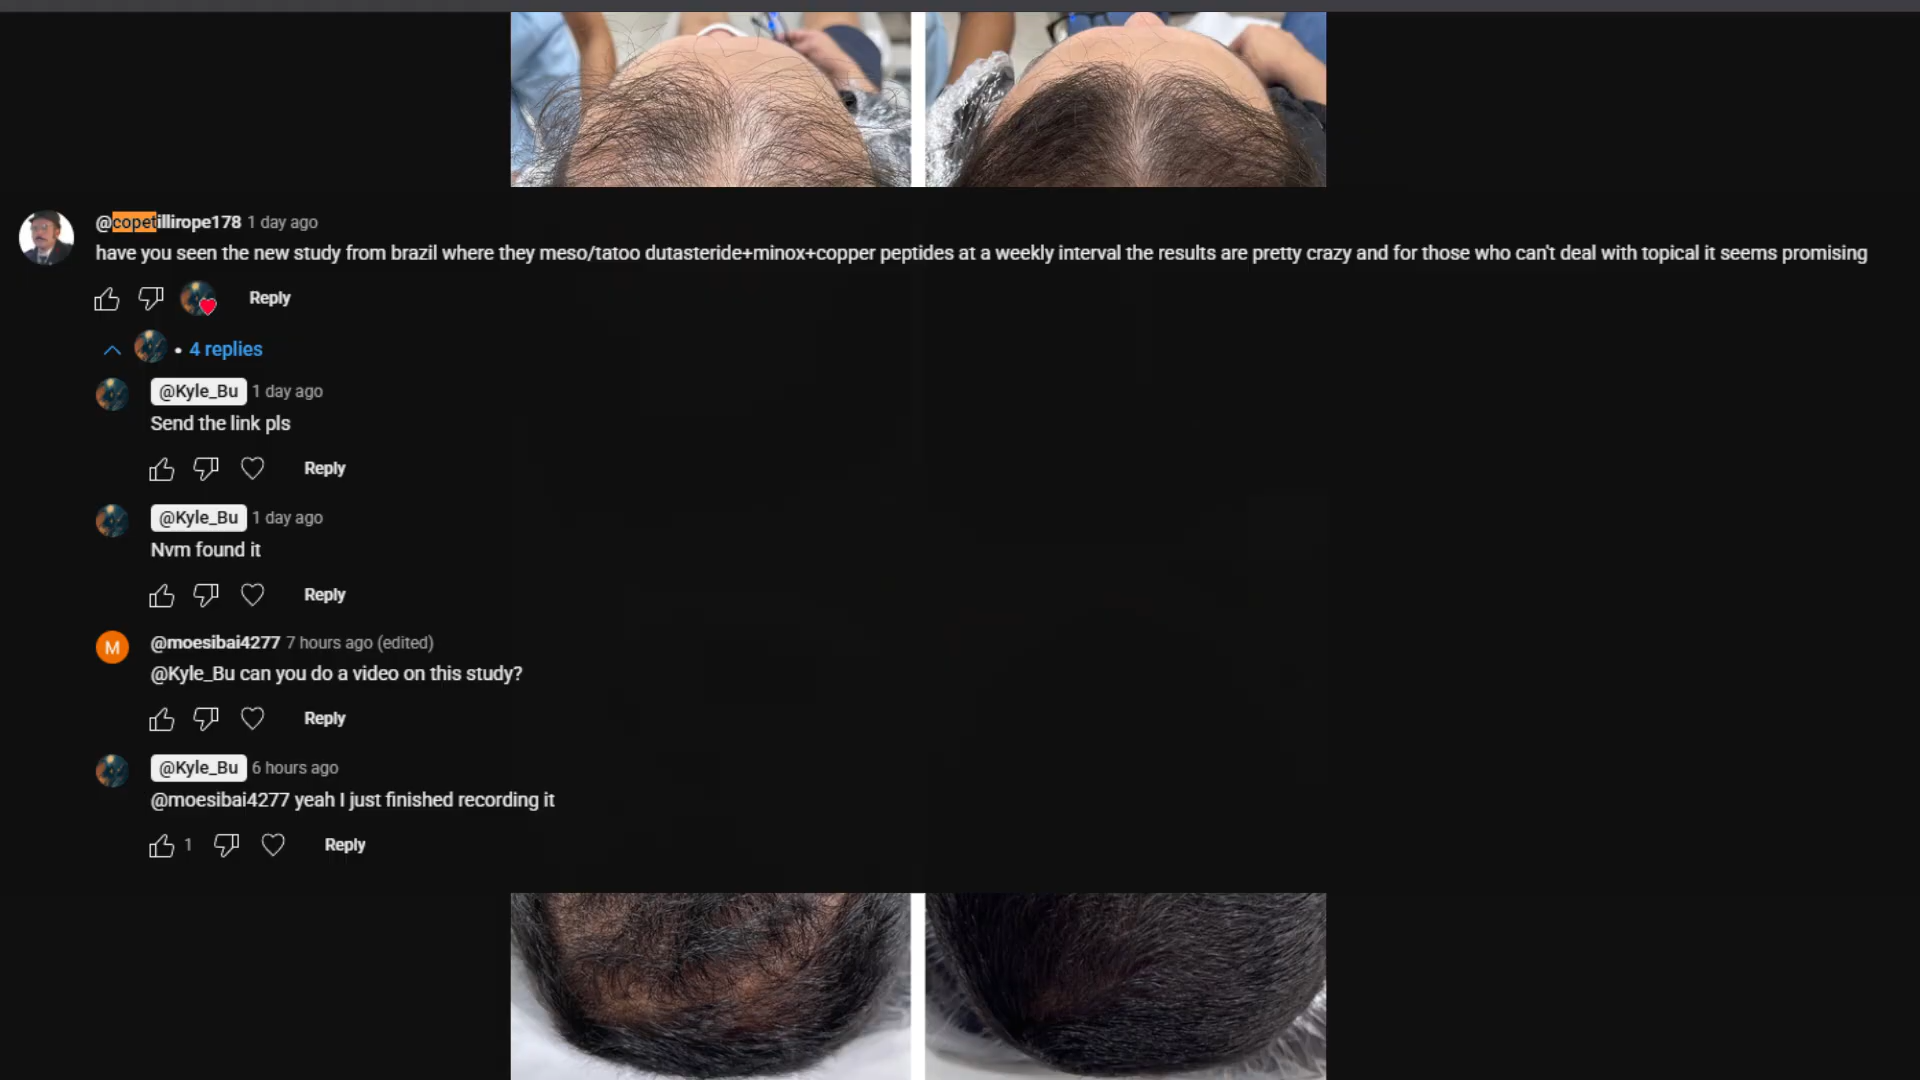 @copetillirope178 1 day ago
have you seen the new study from brazil where they meso/tatoo dutasteride+minox+copper peptides at a weekly interval the results are pretty crazy and for those who can't deal with topical it seems promising
Reply
• 4 replies
@Kyle_Bu 1 day ago
Send the link pls
Reply
@Kyle_Bu 1 day ago
Nvm found it
Reply
M
@moesibai4277 7 hours ago (edited)
@Kyle_Bu can you do a video on this study?
Reply
@Kyle_Bu 6 hours ago
@moesibai4277 yeah I just finished recording it
1 Reply